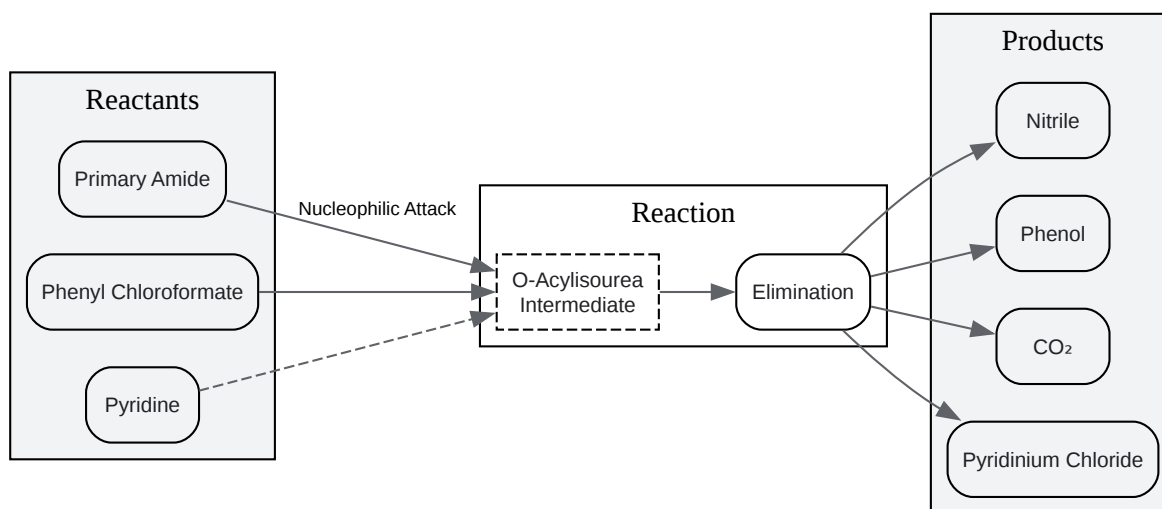 Reactants
Primary Amide
Phenyl Chloroformate
Pyridine
Nucleophilic Attack
Reaction
O-Acylisourea
Intermediate
Elimination
Products
Nitrile
Phenol
CO₂
Pyridinium Chloride